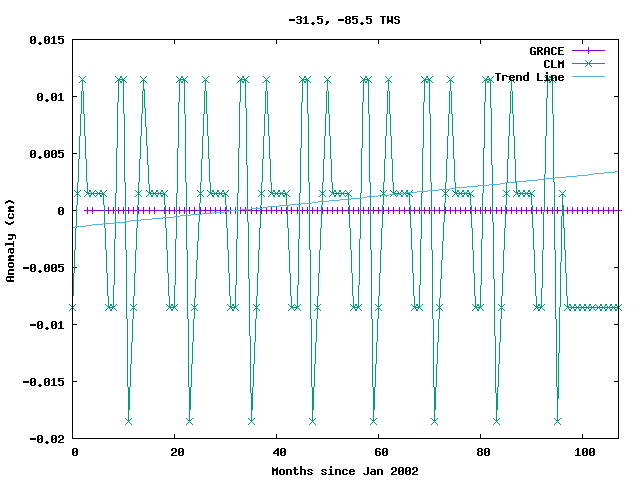 -31.5, -85.5 TWS
GRACE
CLM
Trend Line
0.015
0.01
0.005
0
-0.005
-0.01
-0.015
-0.02
Anomaly (cm)
0 20 40 60 80 100
Months since Jan 2002